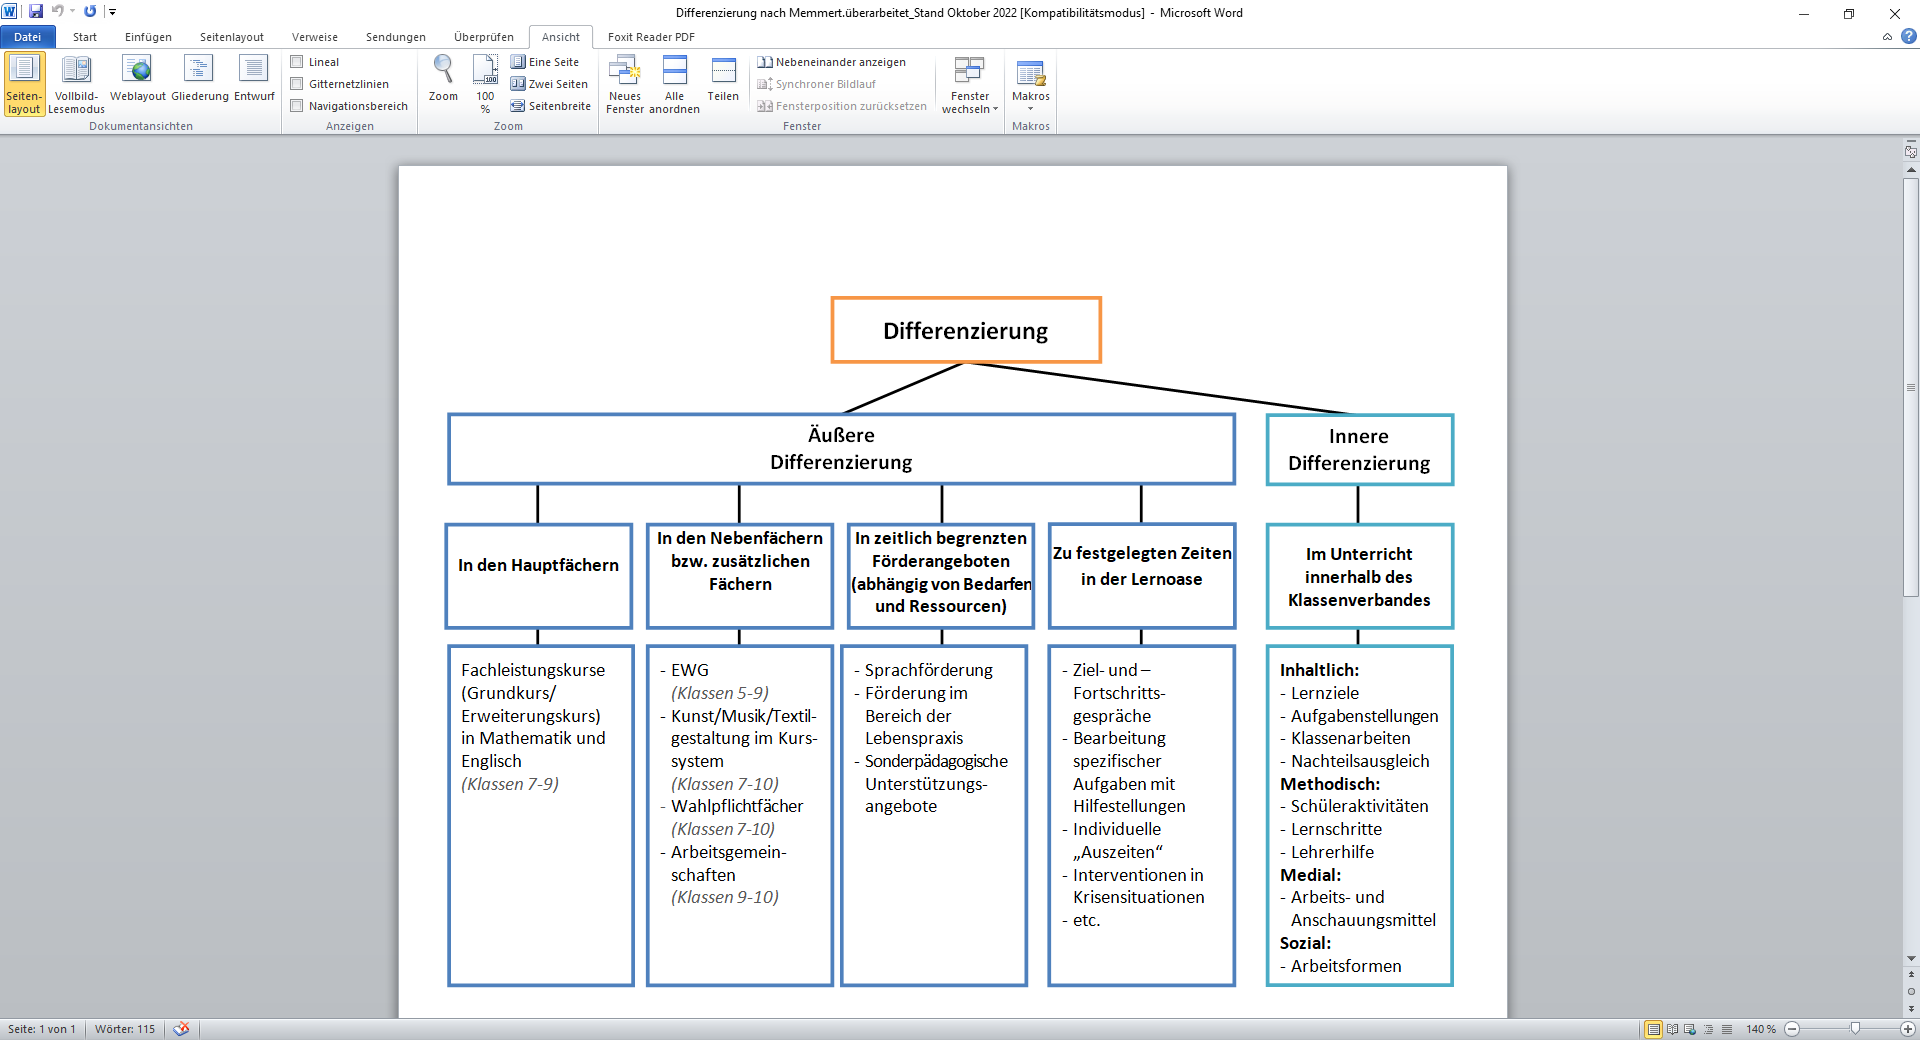 Differenzierung nach Memmert.überarbeitet_Stand Oktober 2022 [Kompatibilitätsmodus] - Microsoft Word
Datei
Start
Einfügen
Seitenlayout
Verweise
Sendungen
Überprüfen
Ansicht
Foxit Reader PDF
Seiten-
layout
Vollbild-
Lesemodus
Weblayout
Gliederung
Entwurf
Dokumentansichten
Lineal
Gitternetzlinien
Navigationsbereich
Anzeigen
Zoom
100
%
Eine Seite
Zwei Seiten
Seitenbreite
Zoom
Neues
Fenster
Alle
anordnen
Teilen
Nebeneinander anzeigen
Synchroner Bildlauf
Fensterposition zurücksetzen
Fenster
wechseln
Fenster
Makros
Makros
Differenzierung
Äußere
Differenzierung
Innere
Differenzierung
In den Hauptfächern
In den Nebenfächern
bzw. zusätzlichen
Fächern
In zeitlich begrenzten
Förderangeboten
(abhängig von Bedarfen
und Ressourcen)
Zu festgelegten Zeiten
in der Lernoase
Im Unterricht
innerhalb des
Klassenverbandes
Fachleistungskurse
(Grundkurs/
Erweiterungskurs)
in Mathematik und
Englisch
(Klassen 7-9)
- EWG
(Klassen 5-9)
- Kunst/Musik/Textil-
gestaltung im Kurs-
system
(Klassen 7-10)
- Wahlpflichtfächer
(Klassen 7-10)
- Arbeitsgemein-
schaften
(Klassen 9-10)
- Sprachförderung
- Förderung im
Bereich der
Lebenspraxis
- Sonderpädagogische
Unterstützungs-
angebote
- Ziel- und –
Fortschritts-
gespräche
- Bearbeitung
spezifischer
Aufgaben mit
Hilfestellungen
- Individuelle
„Auszeiten“
- Interventionen in
Krisensituationen
- etc.
Inhaltlich:
- Lernziele
- Aufgabenstellungen
- Klassenarbeiten
- Nachteilsausgleich
Methodisch:
- Schüleraktivitäten
- Lernschritte
- Lehrerhilfe
Medial:
- Arbeits- und
Anschauungsmittel
Sozial:
- Arbeitsformen
Seite: 1 von 1
Wörter: 115
140 %